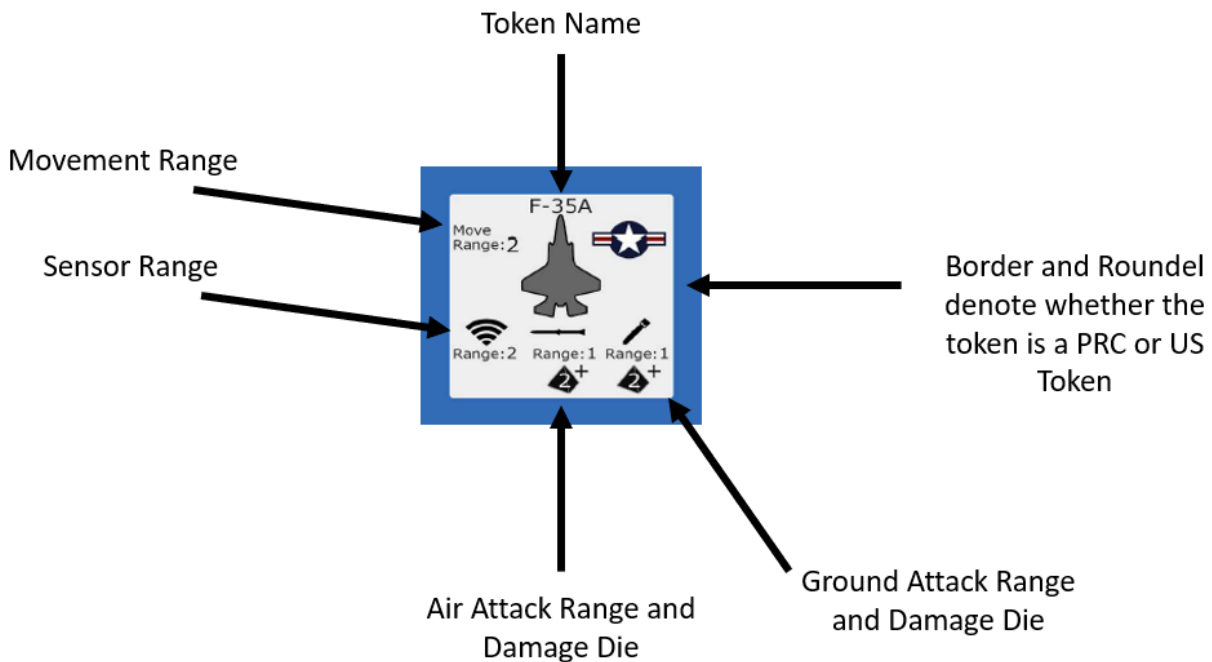 Token Name
Movement Range
Sensor Range
F-35A
Move
Range:2
Range:2 Range:1 Range:1
2+ 2+
Border and Roundel
denote whether the
token is a PRC or US
Token
Air Attack Range and
Damage Die
Ground Attack Range
and Damage Die